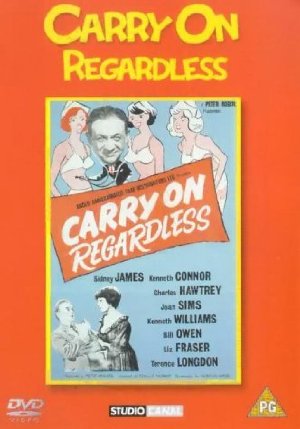 CARRY ON
REGARDLESS
A PETER ROGERS
CARRY ON
REGARDLESS
Sidney JAMES
Kenneth CONNOR
Charles HAWTREY
Joan SIMS
Kenneth WILLIAMS
Bill OWEN
Liz FRASER
Terence LONGDON
DVD
VIDEO
STUDIO CANAL
PG